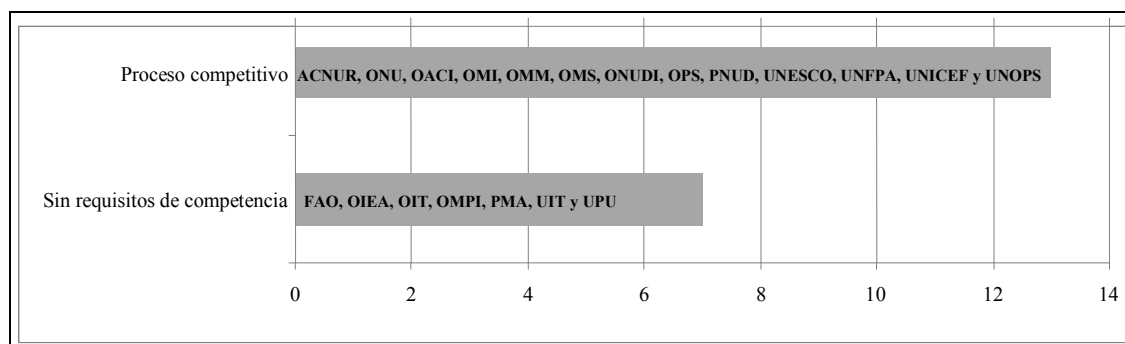 Proceso competitivo
ACNUR, ONU, OACI, OMI, OMM, OMS, ONUDI, OPS, PNUD, UNESCO, UNFPA, UNICEF y UNOPS
Sin requisitos de competencia
FAO, OIEA, OIT, OMPI, PMA, UIT y UPU
0 2 4 6 8 10 12 14